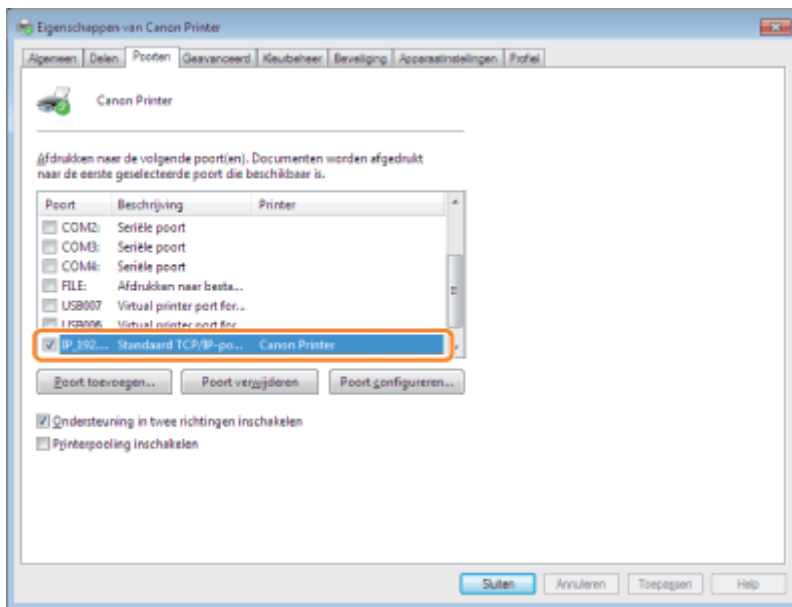 Eigenschappen van Canon Printer
Algemeen Delen Poorten Geavanceerd Kleurbeheer Beveiliging Apparaatinstellingen Profiel
Canon Printer
Afdrukken naar de volgende poort(en). Documenten worden afgedrukt
naar de eerste geselecteerde poort die beschikbaar is.
Poort Beschrijving Printer
COM2: Seriële poort
COM3: Seriële poort
COM4: Seriële poort
FILE: Afdrukken naar besta...
USB007 Virtual printer port for...
USB006 Virtual printer port for
IP_192.... Standaard TCP/IP-po... Canon Printer
Poort toevoegen... Poort verwijderen Poort configureren...
Ondersteuning in twee richtingen inschakelen
Printerpooling inschakelen
Sluiten Annuleren Toepassen Help